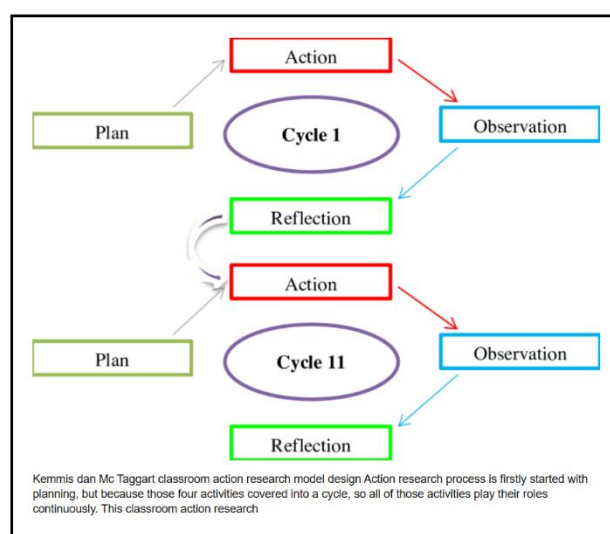 Action
Plan
Cycle 1
Observation
Reflection
Action
Plan
Cycle 11
Observation
Reflection
Kemmis dan Mc Taggart classroom action research model design Action research process is firstly started with
planning, but because those four activities covered into a cycle, so all of those activities play their roles
continuously. This classroom action research